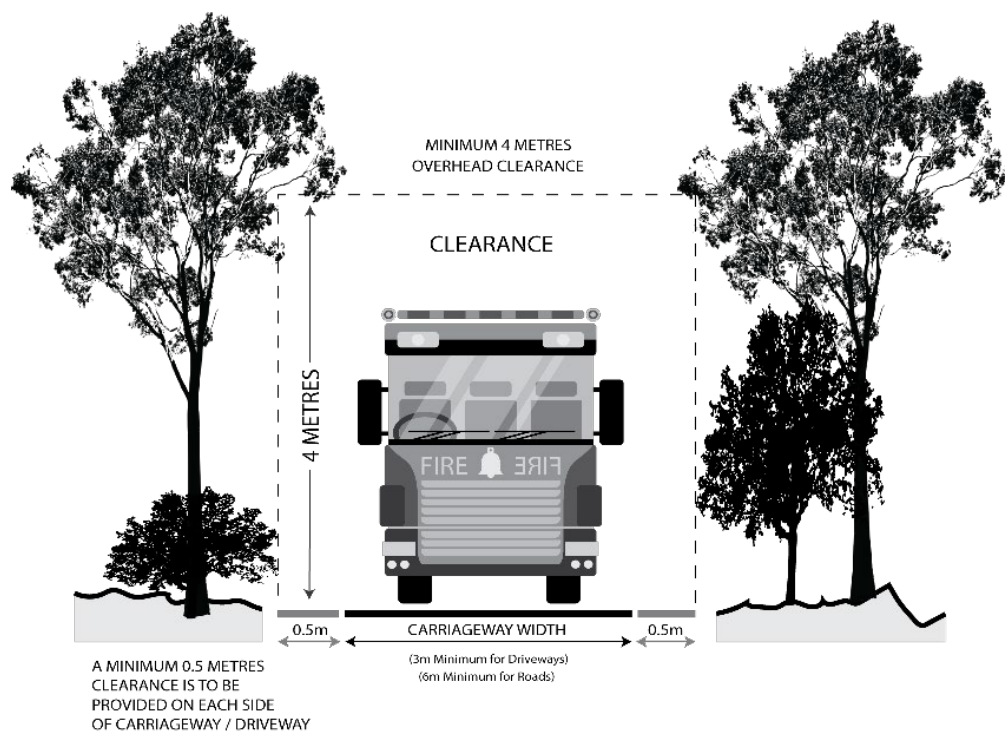 MINIMUM 4 METRES
OVERHEAD CLEARANCE
CLEARANCE
4 METRES
FIRE FIRE
0.5m CARRIAGEWAY WIDTH 0.5m
(3m Minimum for Driveways)
(6m Minimum for Roads)
A MINIMUM 0.5 METRES
CLEARANCE IS TO BE
PROVIDED ON EACH SIDE
OF CARRIAGEWAY / DRIVEWAY